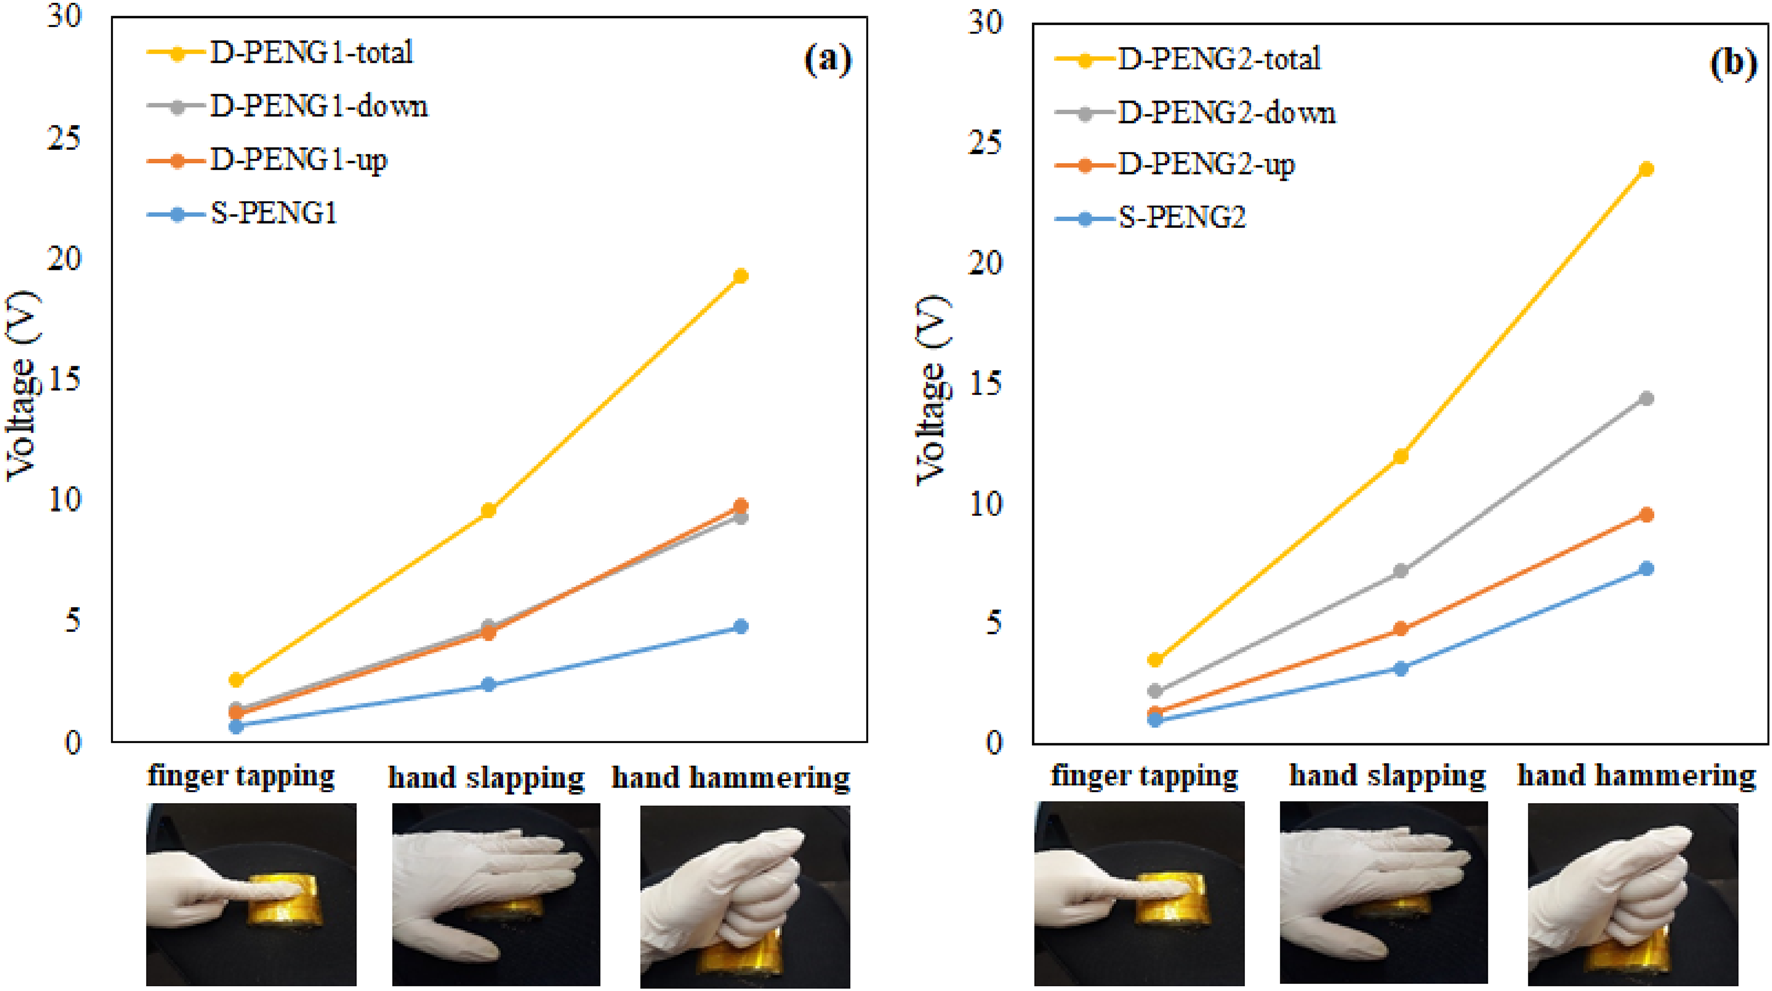 30
25
20
15
10
5
0
Voltage (V)
D-PENG1-total
D-PENG1-down
D-PENG1-up
S-PENG1
(a)
finger tapping
hand slapping
hand hammering
30
25
20
15
10
5
0
Voltage (V)
D-PENG2-total
D-PENG2-down
D-PENG2-up
S-PENG2
(b)
finger tapping
hand slapping
hand hammering